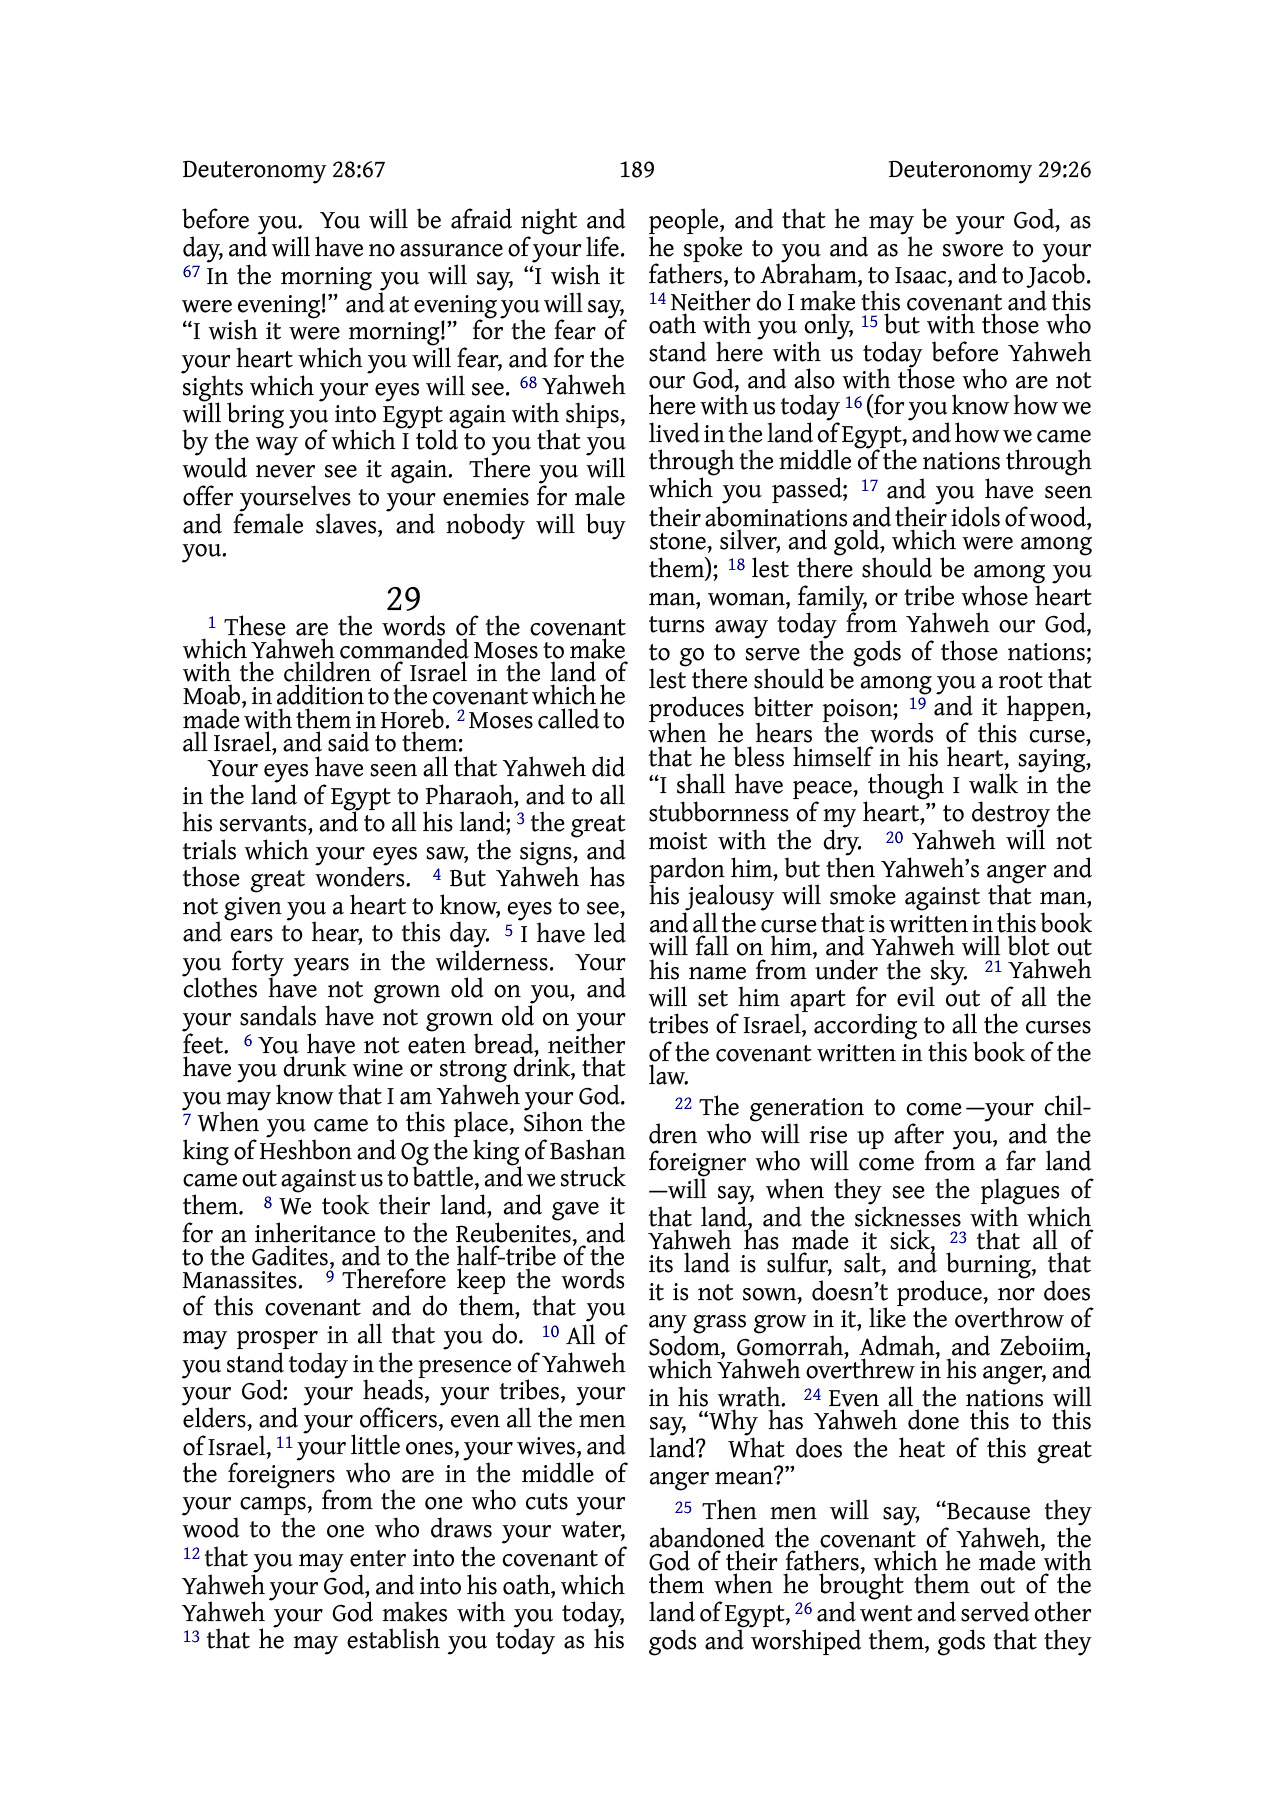 Deuteronomy 28:67 189 Deuteronomy 29:26
before you. You will be afraid night and
day, and will have no assurance of your life.
67 In the morning you will say, “I wish it
were evening!” and at evening you will say,
“I wish it were morning!” for the fear of
your heart which you will fear, and for the
sights which your eyes will see. 68 Yahweh
will bring you into Egypt again with ships,
by the way of which I told to you that you
would never see it again. There you will
offer yourselves to your enemies for male
and female slaves, and nobody will buy
you.
29
1 These are the words of the covenant
which Yahweh commanded Moses to make
with the children of Israel in the land of
Moab, in addition to the covenant which he
made with them in Horeb. 2 Moses called to
all Israel, and said to them:
Your eyes have seen all that Yahweh did
in the land of Egypt to Pharaoh, and to all
his servants, and to all his land; 3 the great
trials which your eyes saw, the signs, and
those great wonders. 4 But Yahweh has
not given you a heart to know, eyes to see,
and ears to hear, to this day. 5 I have led
you forty years in the wilderness. Your
clothes have not grown old on you, and
your sandals have not grown old on your
feet. 6 You have not eaten bread, neither
have you drunk wine or strong drink, that
you may know that I am Yahweh your God.
7 When you came to this place, Sihon the
king of Heshbon and Og the king of Bashan
came out against us to battle, and we struck
them. 8 We took their land, and gave it
for an inheritance to the Reubenites, and
to the Gadites, and to the half-tribe of the
Manassites. 9 Therefore keep the words
of this covenant and do them, that you
may prosper in all that you do. 10 All of
you stand today in the presence of Yahweh
your God: your heads, your tribes, your
elders, and your officers, even all the men
of Israel, 11 your little ones, your wives, and
the foreigners who are in the middle of
your camps, from the one who cuts your
wood to the one who draws your water,
12 that you may enter into the covenant of
Yahweh your God, and into his oath, which
Yahweh your God makes with you today,
13 that he may establish you today as his
people, and that he may be your God, as
he spoke to you and as he swore to your
fathers, to Abraham, to Isaac, and to Jacob.
14 Neither do I make this covenant and this
oath with you only, 15 but with those who
stand here with us today before Yahweh
our God, and also with those who are not
here with us today 16 (for you know how we
lived in the land of Egypt, and how we came
through the middle of the nations through
which you passed; 17 and you have seen
their abominations and their idols of wood,
stone, silver, and gold, which were among
them); 18 lest there should be among you
man, woman, family, or tribe whose heart
turns away today from Yahweh our God,
to go to serve the gods of those nations;
lest there should be among you a root that
produces bitter poison; 19 and it happen,
when he hears the words of this curse,
that he bless himself in his heart, saying,
“I shall have peace, though I walk in the
stubbornness of my heart,” to destroy the
moist with the dry. 20 Yahweh will not
pardon him, but then Yahweh’s anger and
his jealousy will smoke against that man,
and all the curse that is written in this book
will fall on him, and Yahweh will blot out
his name from under the sky. 21 Yahweh
will set him apart for evil out of all the
tribes of Israel, according to all the curses
of the covenant written in this book of the
law.
22 The generation to come—your chil-
dren who will rise up after you, and the
foreigner who will come from a far land
—will say, when they see the plagues of
that land, and the sicknesses with which
Yahweh has made it sick, 23 that all of
its land is sulfur, salt, and burning, that
it is not sown, doesn’t produce, nor does
any grass grow in it, like the overthrow of
Sodom, Gomorrah, Admah, and Zeboiim,
which Yahweh overthrew in his anger, and
in his wrath. 24 Even all the nations will
say, “Why has Yahweh done this to this
land? What does the heat of this great
anger mean?”
25 Then men will say, “Because they
abandoned the covenant of Yahweh, the
God of their fathers, which he made with
them when he brought them out of the
land of Egypt, 26 and went and served other
gods and worshiped them, gods that they